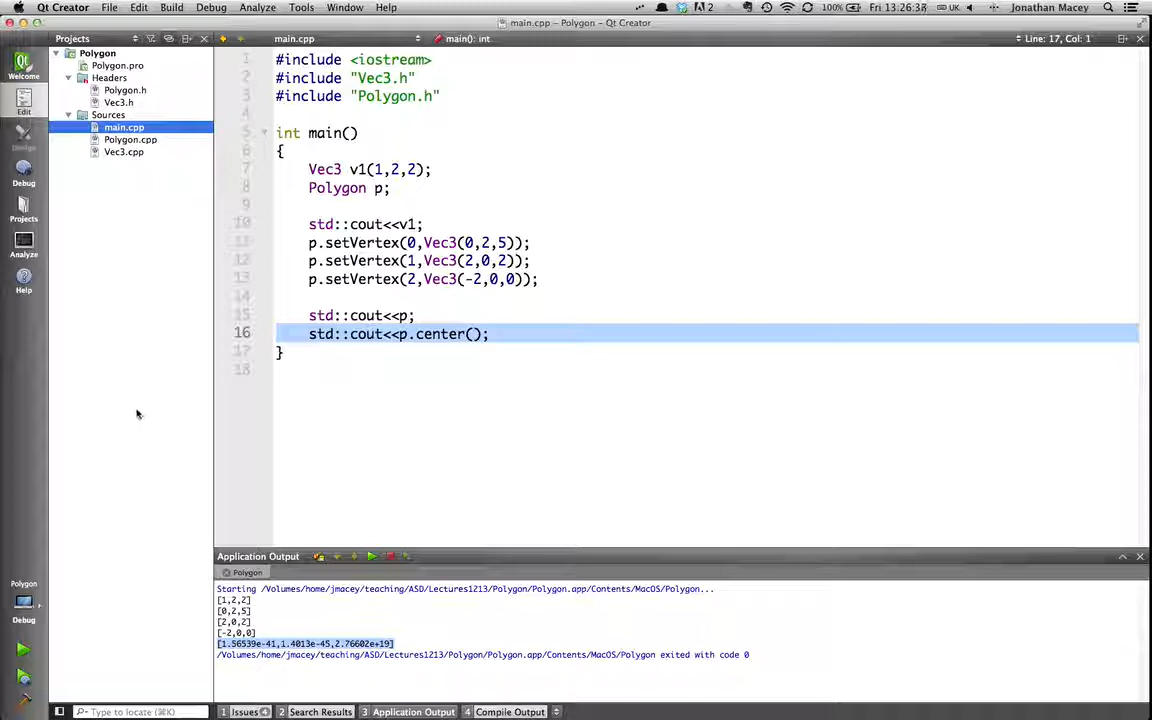 Qt Creator File Edit Build Debug Analyze Tools Window Help 2 100% Fri 13:26:38 UK Jonathan Macey
main.cpp – Polygon – Qt Creator
Projects main.cpp main(): int Line: 17, Col: 1
Polygon
Polygon.pro
Headers
Polygon.h
Vec3.h
Sources
main.cpp
Polygon.cpp
Vec3.cpp
Welcome
Edit
Design
Debug
Projects
Analyze
Help
Polygon
Debug
1 #include <iostream>
2 #include "Vec3.h"
3 #include "Polygon.h"
4
5 int main()
6 {
7 Vec3 v1(1,2,2);
8 Polygon p;
9
10 std::cout<<v1;
11 p.setVertex(0,Vec3(0,2,5));
12 p.setVertex(1,Vec3(2,0,2));
13 p.setVertex(2,Vec3(-2,0,0));
14
15 std::cout<<p;
16 std::cout<<p.center();
17 }
18
Application Output
Polygon
Starting /Volumes/home/jmacey/teaching/ASD/Lectures1213/Polygon/Polygon.app/Contents/MacOS/Polygon...
[1,2,2]
[0,2,5]
[2,0,2]
[-2,0,0]
[1.56539e-41,1.4013e-45,2.76602e+19]
/Volumes/home/jmacey/teaching/ASD/Lectures1213/Polygon/Polygon.app/Contents/MacOS/Polygon exited with code 0
Type to locate (⌘K) 1 Issues 4 2 Search Results 3 Application Output 4 Compile Output